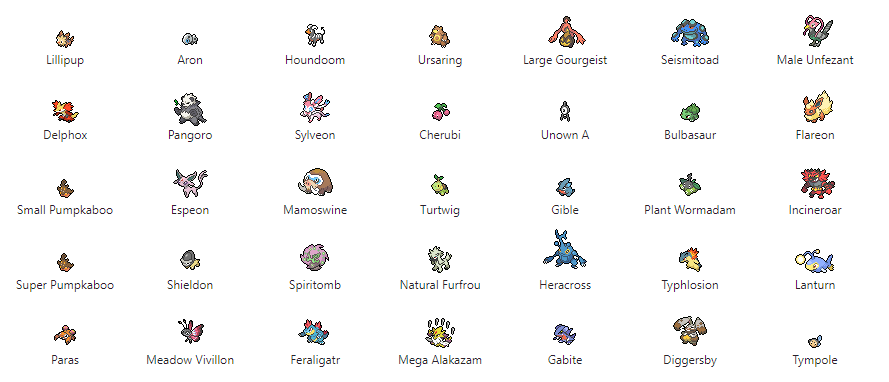 Lillipup Aron Houndoom Ursaring Large Gourgeist Seismitoad Male Unfezant
Delphox Pangoro Sylveon Cherubi Unown A Bulbasaur Flareon
Small Pumpkaboo Espeon Mamoswine Turtwig Gible Plant Wormadam Incineroar
Super Pumpkaboo Shieldon Spiritomb Natural Furfrou Heracross Typhlosion Lanturn
Paras Meadow Vivillon Feraligatr Mega Alakazam Gabite Diggersby Tympole